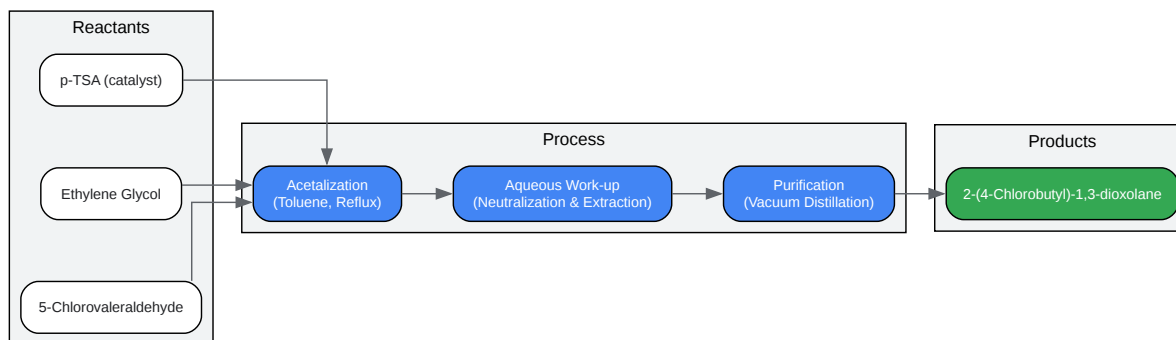 Reactants
p-TSA (catalyst)
Ethylene Glycol
5-Chlorovaleraldehyde
Process
Acetalization
(Toluene, Reflux)
Aqueous Work-up
(Neutralization & Extraction)
Purification
(Vacuum Distillation)
Products
2-(4-Chlorobutyl)-1,3-dioxolane